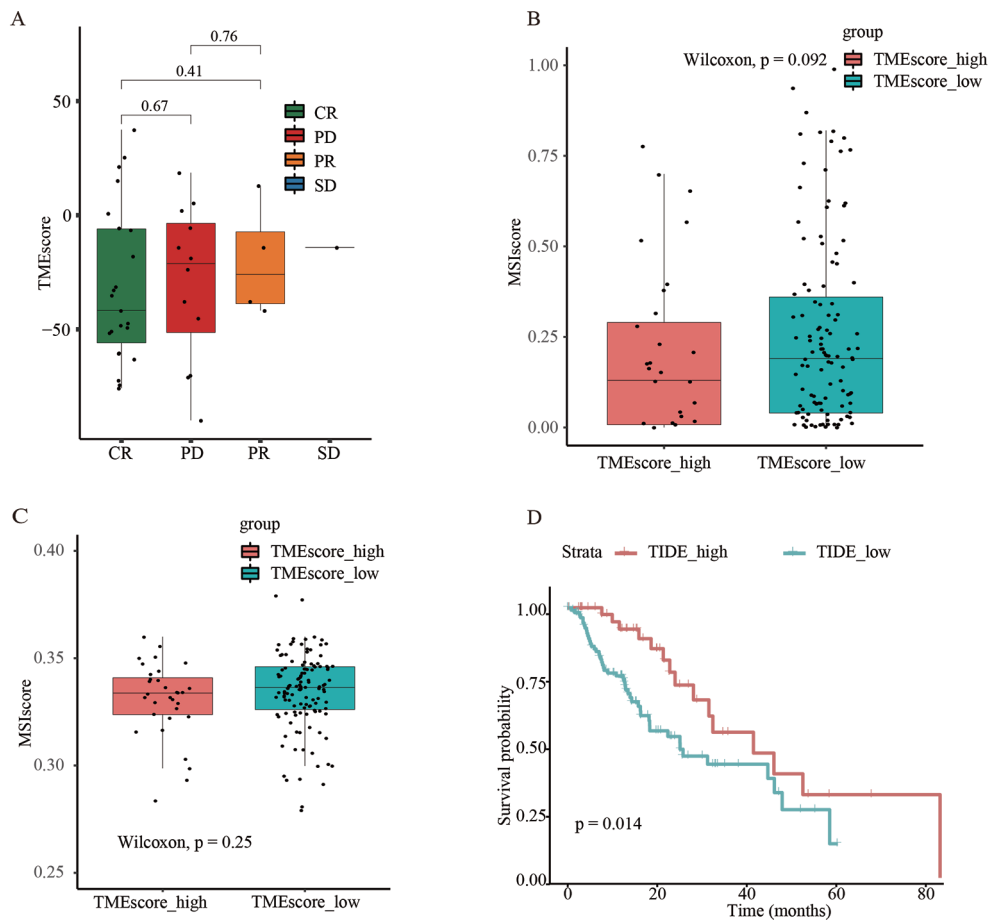 A
0.76
0.41
0.67
CR
PD
PR
SD
50
0
−50
TMEscore
CR
PD
PR
SD
B
group
TMEscore_high
TMEscore_low
Wilcoxon, p = 0.092
1.00
0.75
0.50
0.25
0.00
MSIscore
TMEscore_high
TMEscore_low
C
group
TMEscore_high
TMEscore_low
0.40
0.35
0.30
0.25
MSIscore
Wilcoxon, p = 0.25
TMEscore_high
TMEscore_low
D
Strata
TIDE_high
TIDE_low
1.00
0.75
0.50
0.25
0.00
Survival probability
p = 0.014
0
20
40
60
80
Time (months)